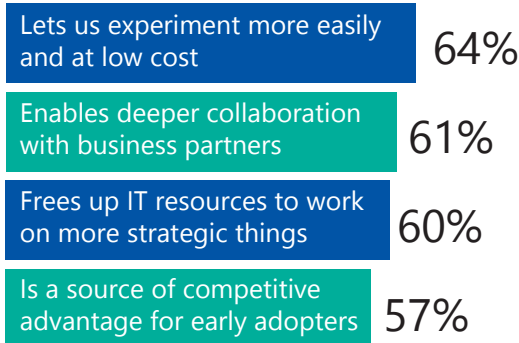 Lets us experiment more easily
and at low cost
64%
Enables deeper collaboration
with business partners
61%
Frees up IT resources to work
on more strategic things
60%
Is a source of competitive
advantage for early adopters
57%